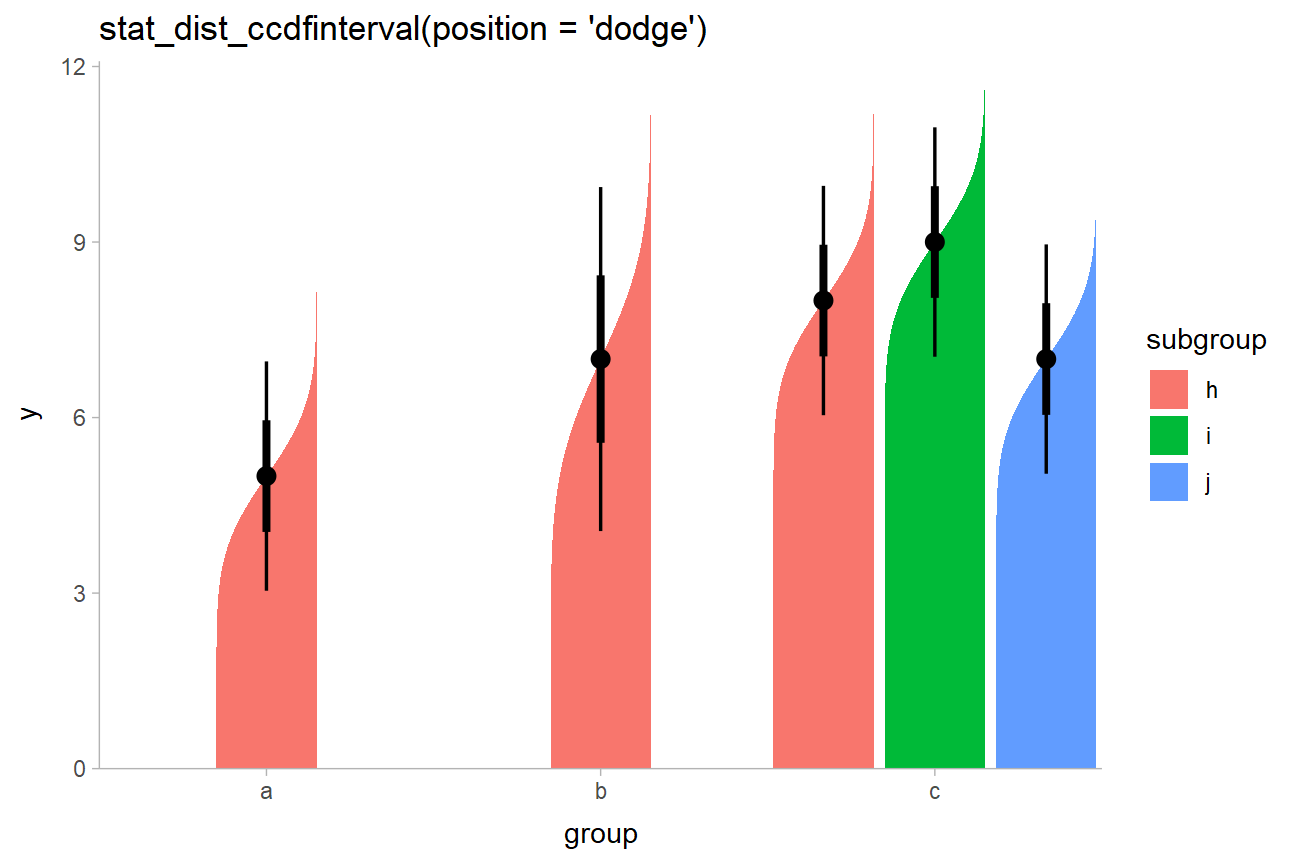 stat_dist_ccdfinterval(position = 'dodge')
12
9
6
3
0
y
a
b
c
group
subgroup
h
i
j